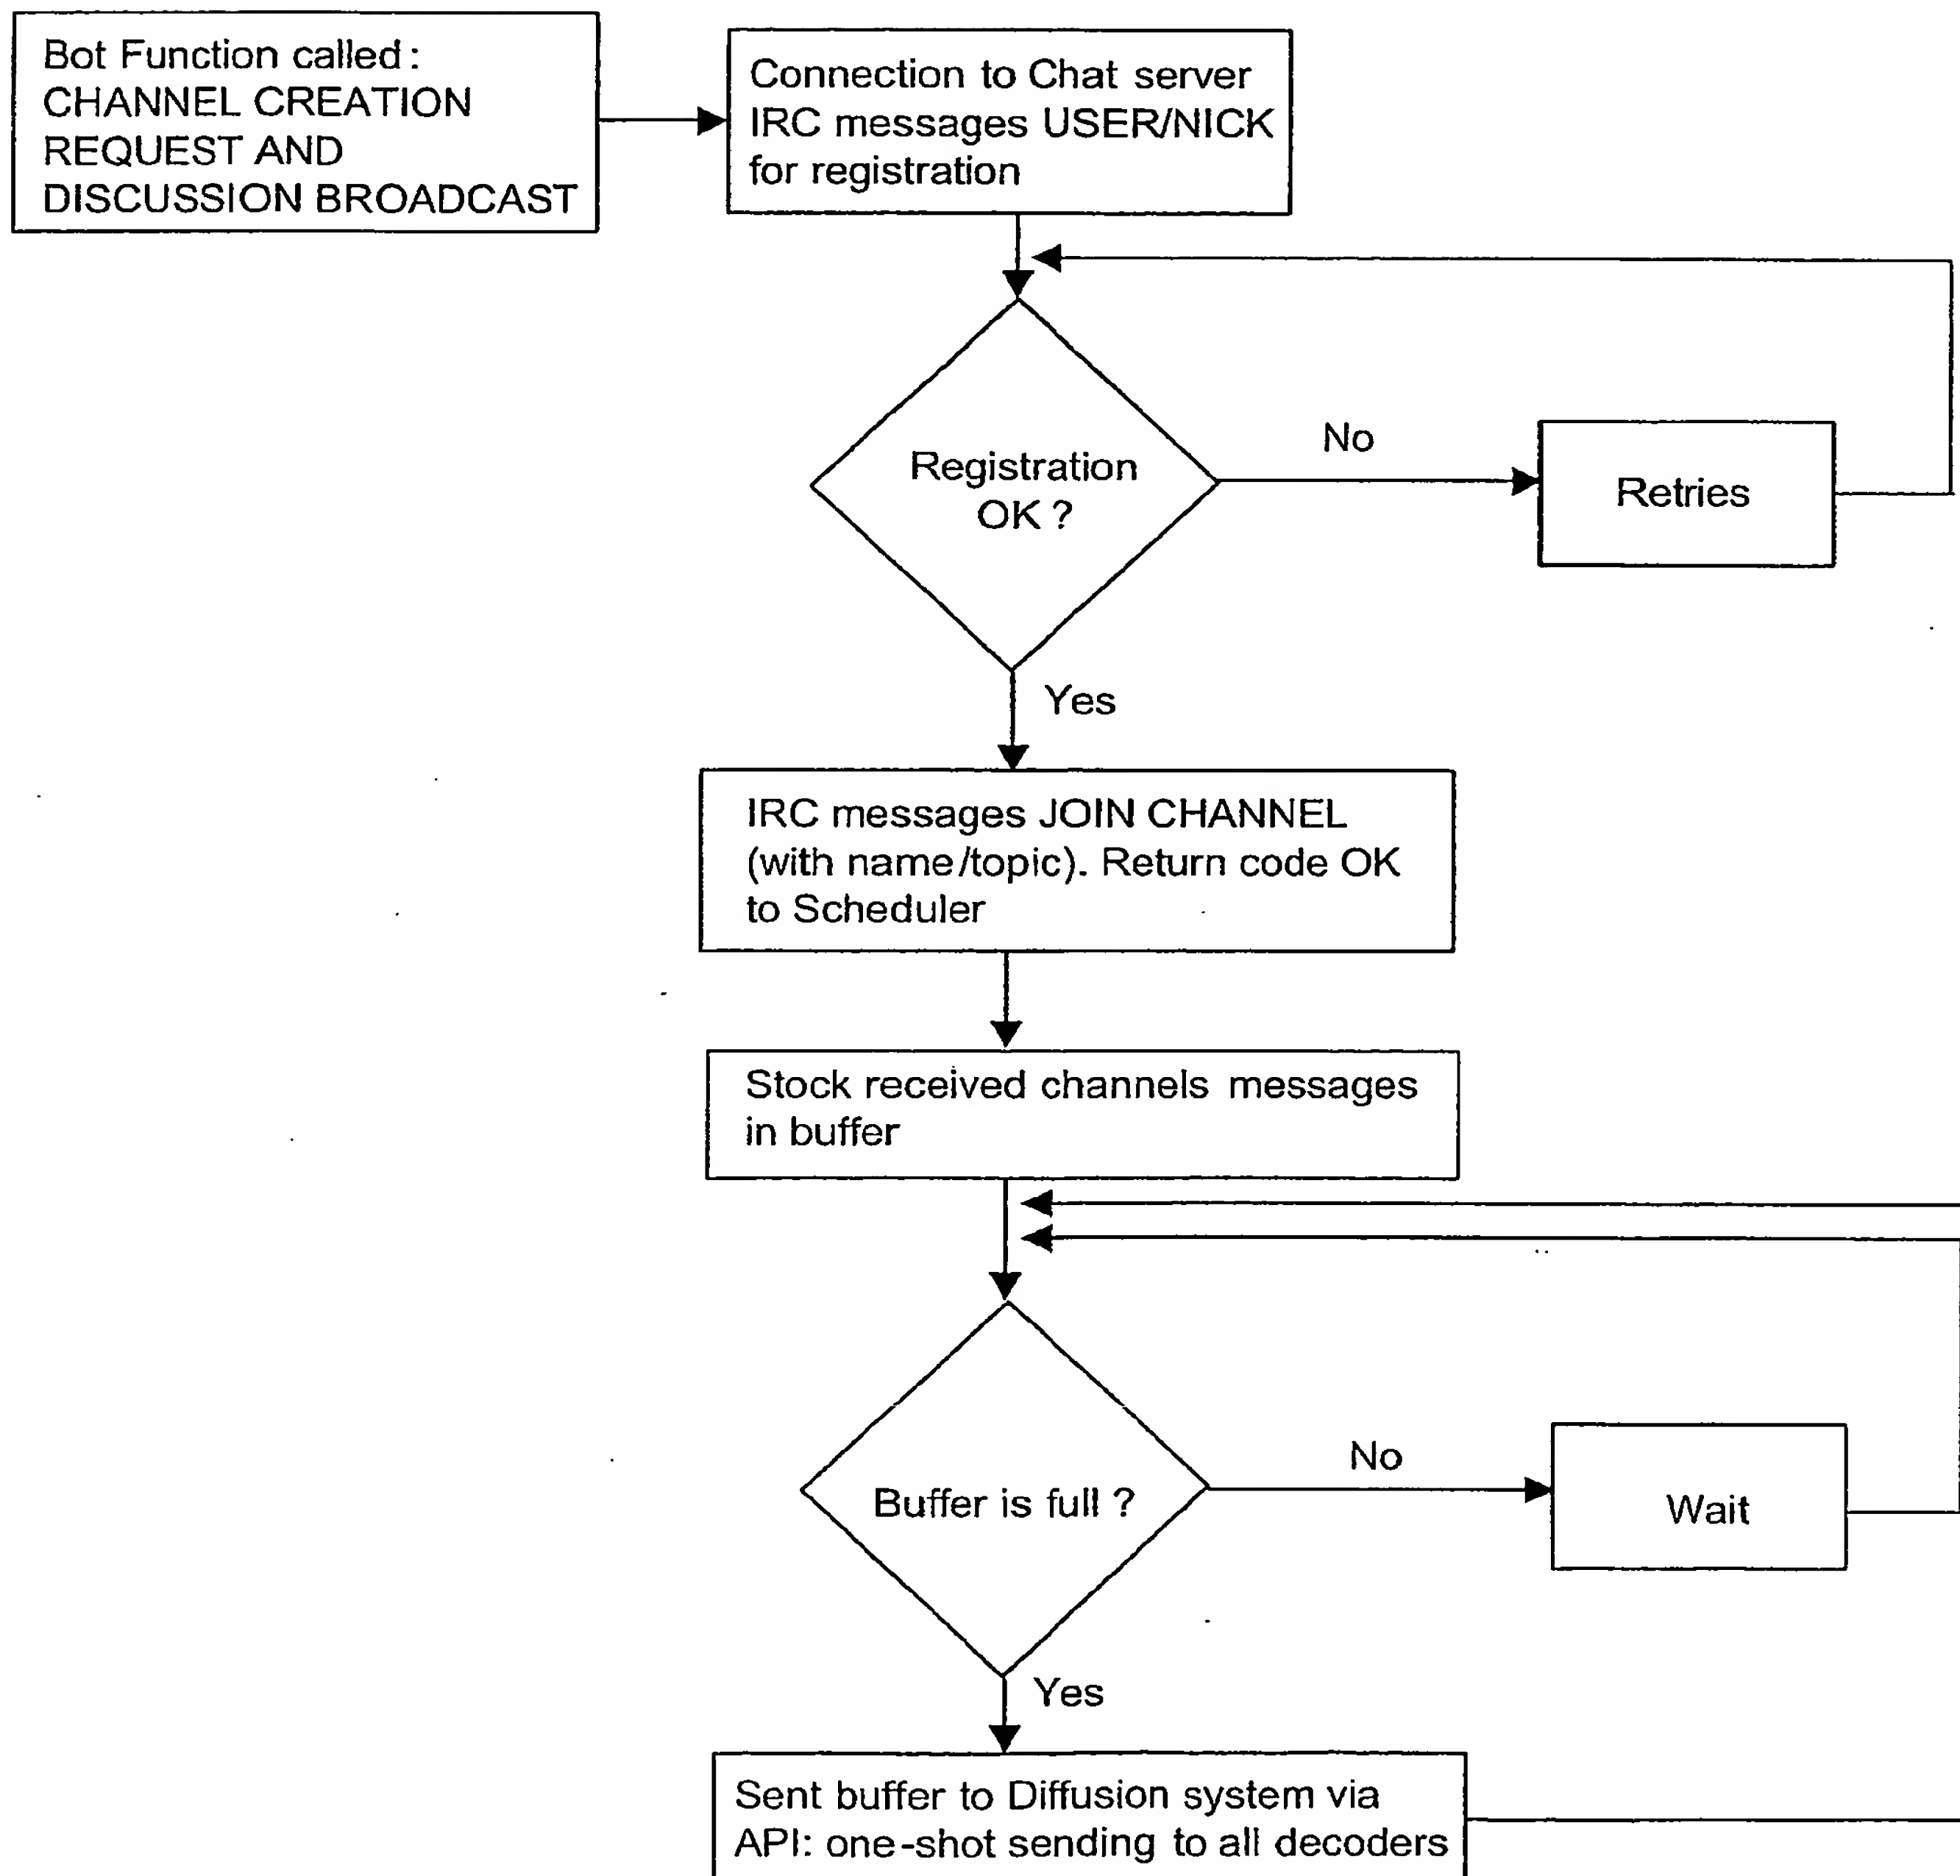 Bot Function called :
CHANNEL CREATION
REQUEST AND
DISCUSSION BROADCAST
Connection to Chat server
IRC messages USER/NICK
for registration
Registration
OK ?
No
Retries
Yes
IRC messages JOIN CHANNEL
(with name/topic). Return code OK
to Scheduler
Stock received channels messages
in buffer
Buffer is full ?
No
Wait
Yes
Sent buffer to Diffusion system via
API: one-shot sending to all decoders